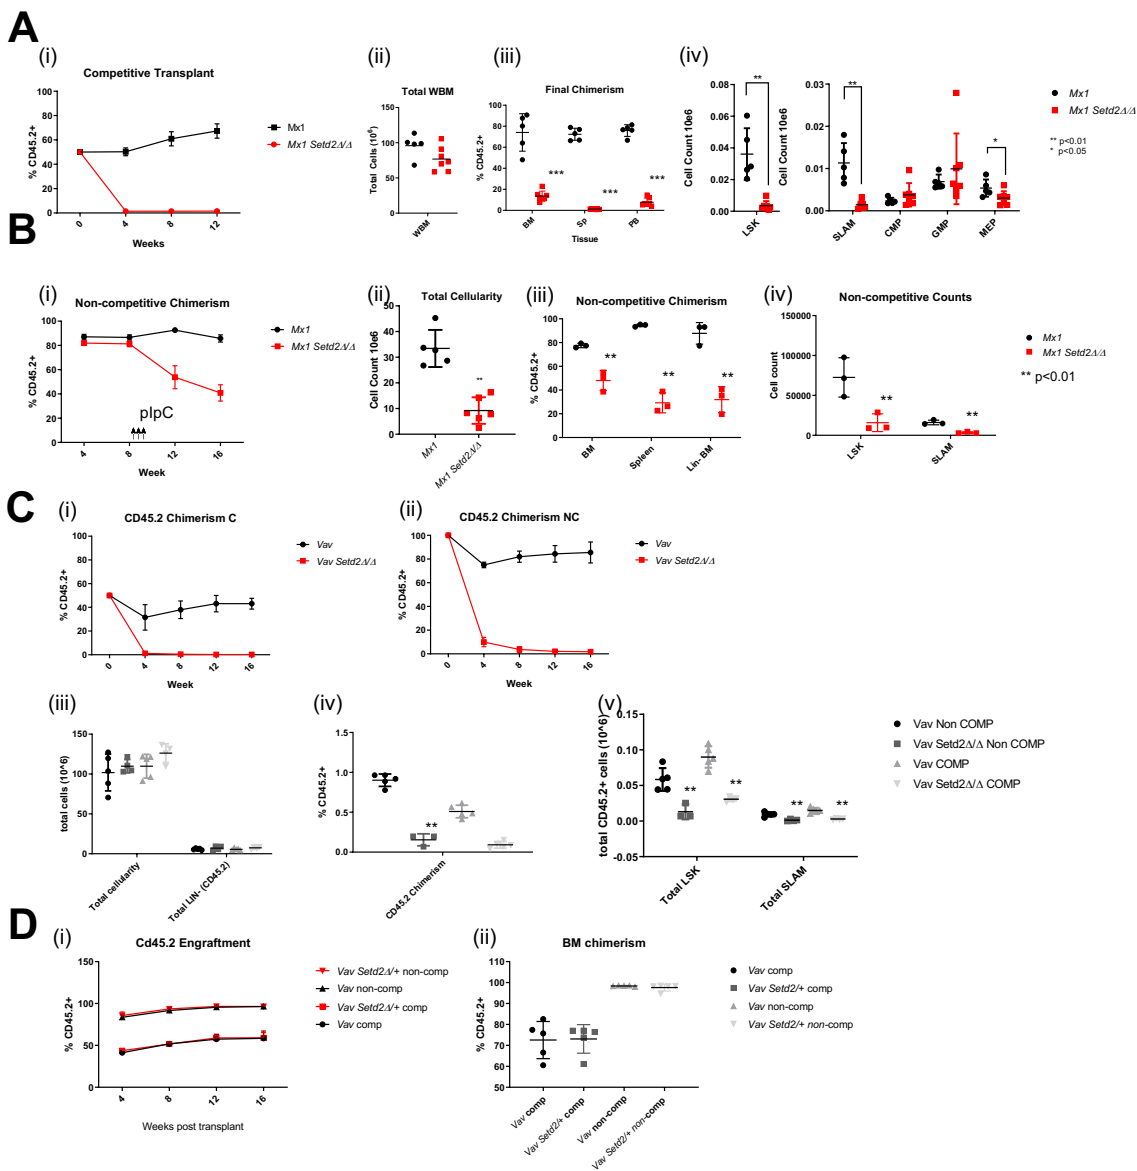 A
(i)
Competitive Transplant
% CD45.2+
100
80
60
40
20
0
0
4
8
12
Weeks
Mx1
Mx1 Setd2Δ/Δ
(ii)
Total WBM
Total Cells (10⁶)
150
100
50
0
WBM
(iii)
Final Chimerism
% CD45.2+
100
80
60
40
20
0
***
***
***
BM
Sp
PB
Tissue
(iv)
Cell Count 10e6
0.08
0.06
0.04
0.02
0.00
**
LSK
Cell Count 10e6
0.03
0.02
0.01
0.00
**
*
SLAM
CMP
GMP
MEP
Mx1
Mx1 Setd2Δ/Δ
** p<0.01
* p<0.05
B
(i)
Non-competitive Chimerism
% CD45.2+
100
80
60
40
20
0
pIpC
4
8
12
16
Week
Mx1
Mx1 Setd2Δ/Δ
(ii)
Total Cellularity
Cell Count 10e6
50
40
30
20
10
0
**
Mx1
Mx1 Setd2Δ/Δ
(iii)
Non-competitive Chimerism
% CD45.2+
100
80
60
40
20
0
**
**
**
BM
Spleen
Lin- BM
(iv)
Non-competitive Counts
Cell count
150000
100000
50000
0
**
**
LSK
SLAM
Mx1
Mx1 Setd2Δ/Δ
** p<0.01
C
(i)
CD45.2 Chimerism C
% CD45.2+
100
80
60
40
20
0
0
4
8
12
16
Week
Vav
Vav Setd2Δ/Δ
(ii)
CD45.2 Chimerism NC
% CD45.2+
100
80
60
40
20
0
0
4
8
12
16
Week
Vav
Vav Setd2Δ/Δ
(iii)
total cells (10^6)
150
100
50
0
Total cellularity
Total LIN- (CD45.2)
(iv)
% CD45.2+
1.5
1.0
0.5
0.0
**
CD45.2 Chimerism
(v)
total CD45.2+ cells (10^6)
0.15
0.10
0.05
0.00
-0.05
**
**
**
**
Total LSK
Total SLAM
Vav Non COMP
Vav Setd2Δ/Δ Non COMP
Vav COMP
Vav Setd2Δ/Δ COMP
D
(i)
Cd45.2 Engraftment
% CD45.2+
150
100
50
0
4
8
12
16
Weeks post transplant
Vav Setd2Δ/+ non-comp
Vav non-comp
Vav Setd2Δ/+ comp
Vav comp
(ii)
BM chimerism
% CD45.2+
110
100
90
80
70
60
50
Vav comp
Vav Setd2/+ comp
Vav non-comp
Vav Setd2/+ non-comp
Vav comp
Vav Setd2/+ comp
Vav non-comp
Vav Setd2/+ non-comp